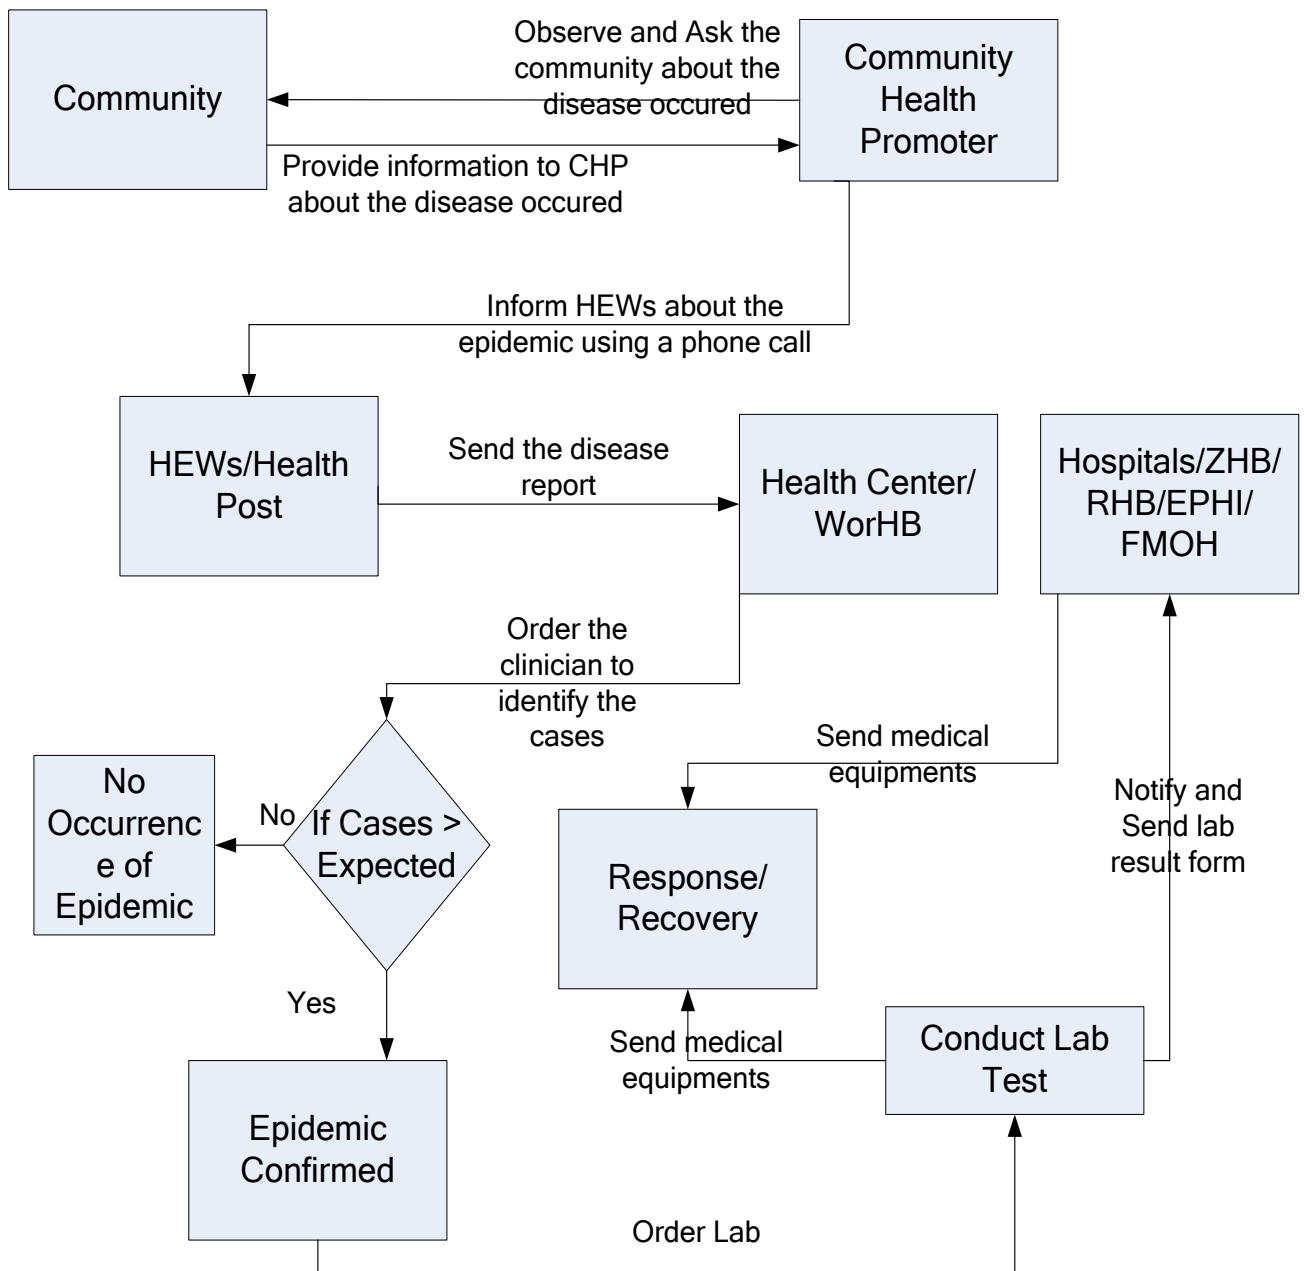 Community
Observe and Ask the
community about the
disease occured
Community
Health
Promoter
Provide information to CHP
about the disease occured
Inform HEWs about the
epidemic using a phone call
HEWs/Health
Post
Send the disease
report
Health Center/
WorHB
Hospitals/ZHB/
RHB/EPHI/
FMOH
Order the
clinician to
identify the
cases
Send medical
equipments
Notify and
Send lab
result form
No
Occurrenc
e of
Epidemic
No
If Cases >
Expected
Response/
Recovery
Yes
Send medical
equipments
Conduct Lab
Test
Epidemic
Confirmed
Order Lab